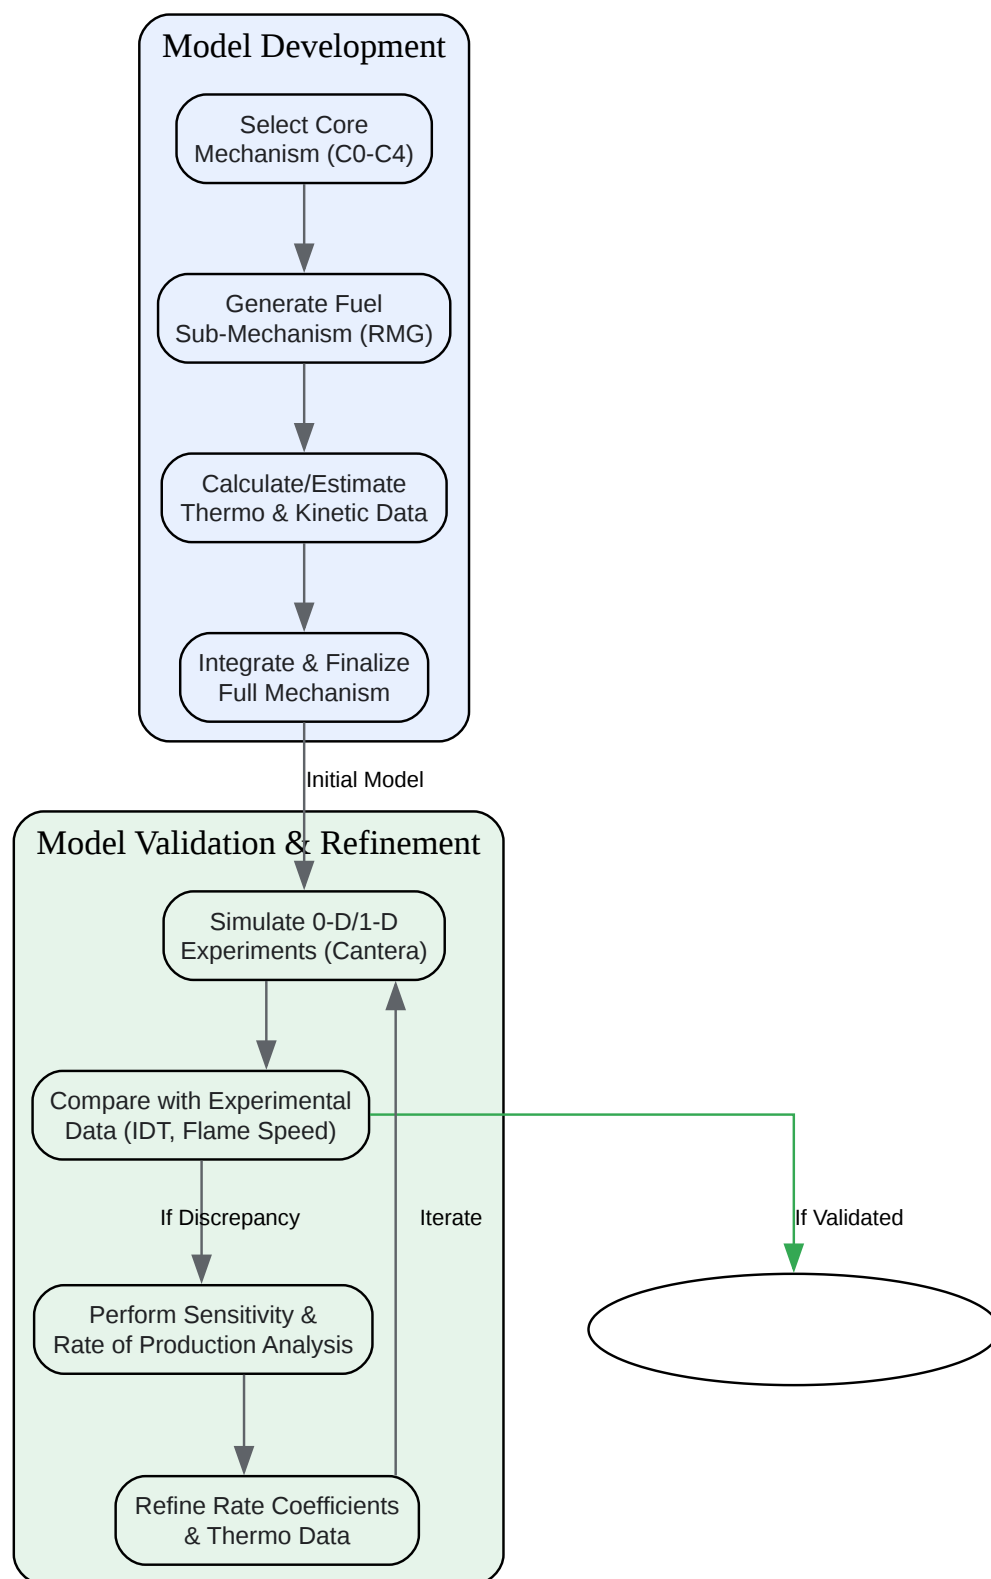 Model Development
Select Core
Mechanism (C0-C4)
Generate Fuel
Sub-Mechanism (RMG)
Calculate/Estimate
Thermo & Kinetic Data
Integrate & Finalize
Full Mechanism
Initial Model
Model Validation & Refinement
Simulate 0-D/1-D
Experiments (Cantera)
Compare with Experimental
Data (IDT, Flame Speed)
If Discrepancy
Iterate
If Validated
Perform Sensitivity &
Rate of Production Analysis
Refine Rate Coefficients
& Thermo Data